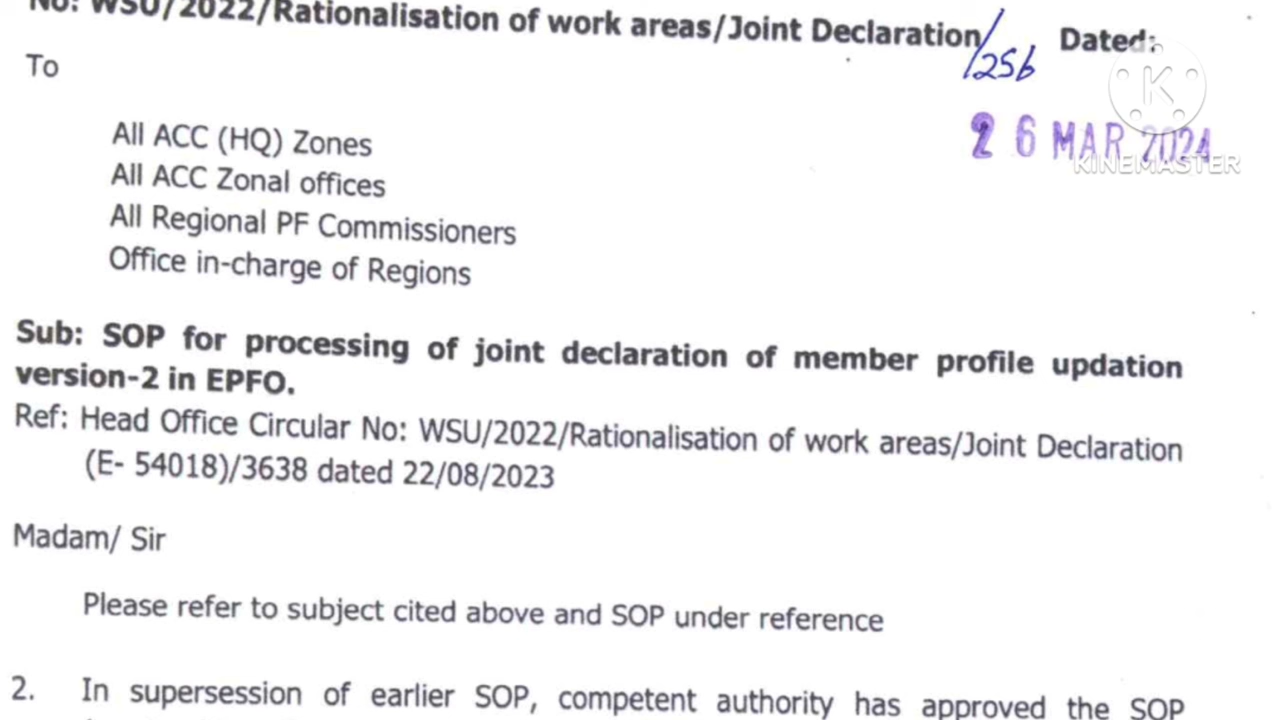 No: WSU/2022/Rationalisation of work areas/Joint Declaration/256 Dated:
To
26 MAR 2024
KINEMASTER
All ACC (HQ) Zones
All ACC Zonal offices
All Regional PF Commissioners
Office in-charge of Regions
Sub: SOP for processing of joint declaration of member profile updation
version-2 in EPFO.
Ref: Head Office Circular No: WSU/2022/Rationalisation of work areas/Joint Declaration
(E- 54018)/3638 dated 22/08/2023
Madam/ Sir
Please refer to subject cited above and SOP under reference
2. In supersession of earlier SOP, competent authority has approved the SOP